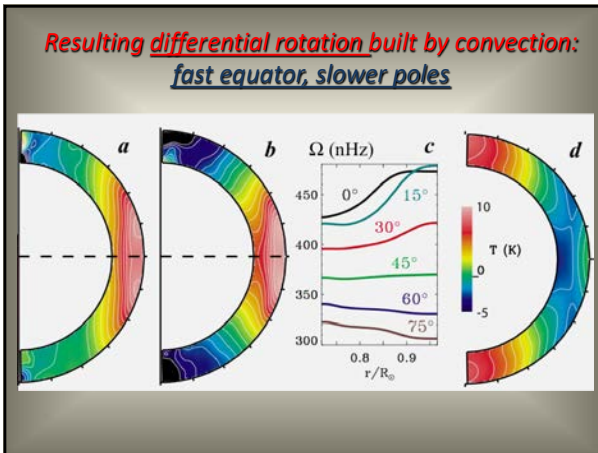 Resulting differential rotation built by convection:
fast equator, slower poles
a
b
Ω (nHz)
c
d
450
400
350
300
0°
15°
30°
45°
60°
75°
0.8 0.9
r/R☉
10
T (K)
0
-5